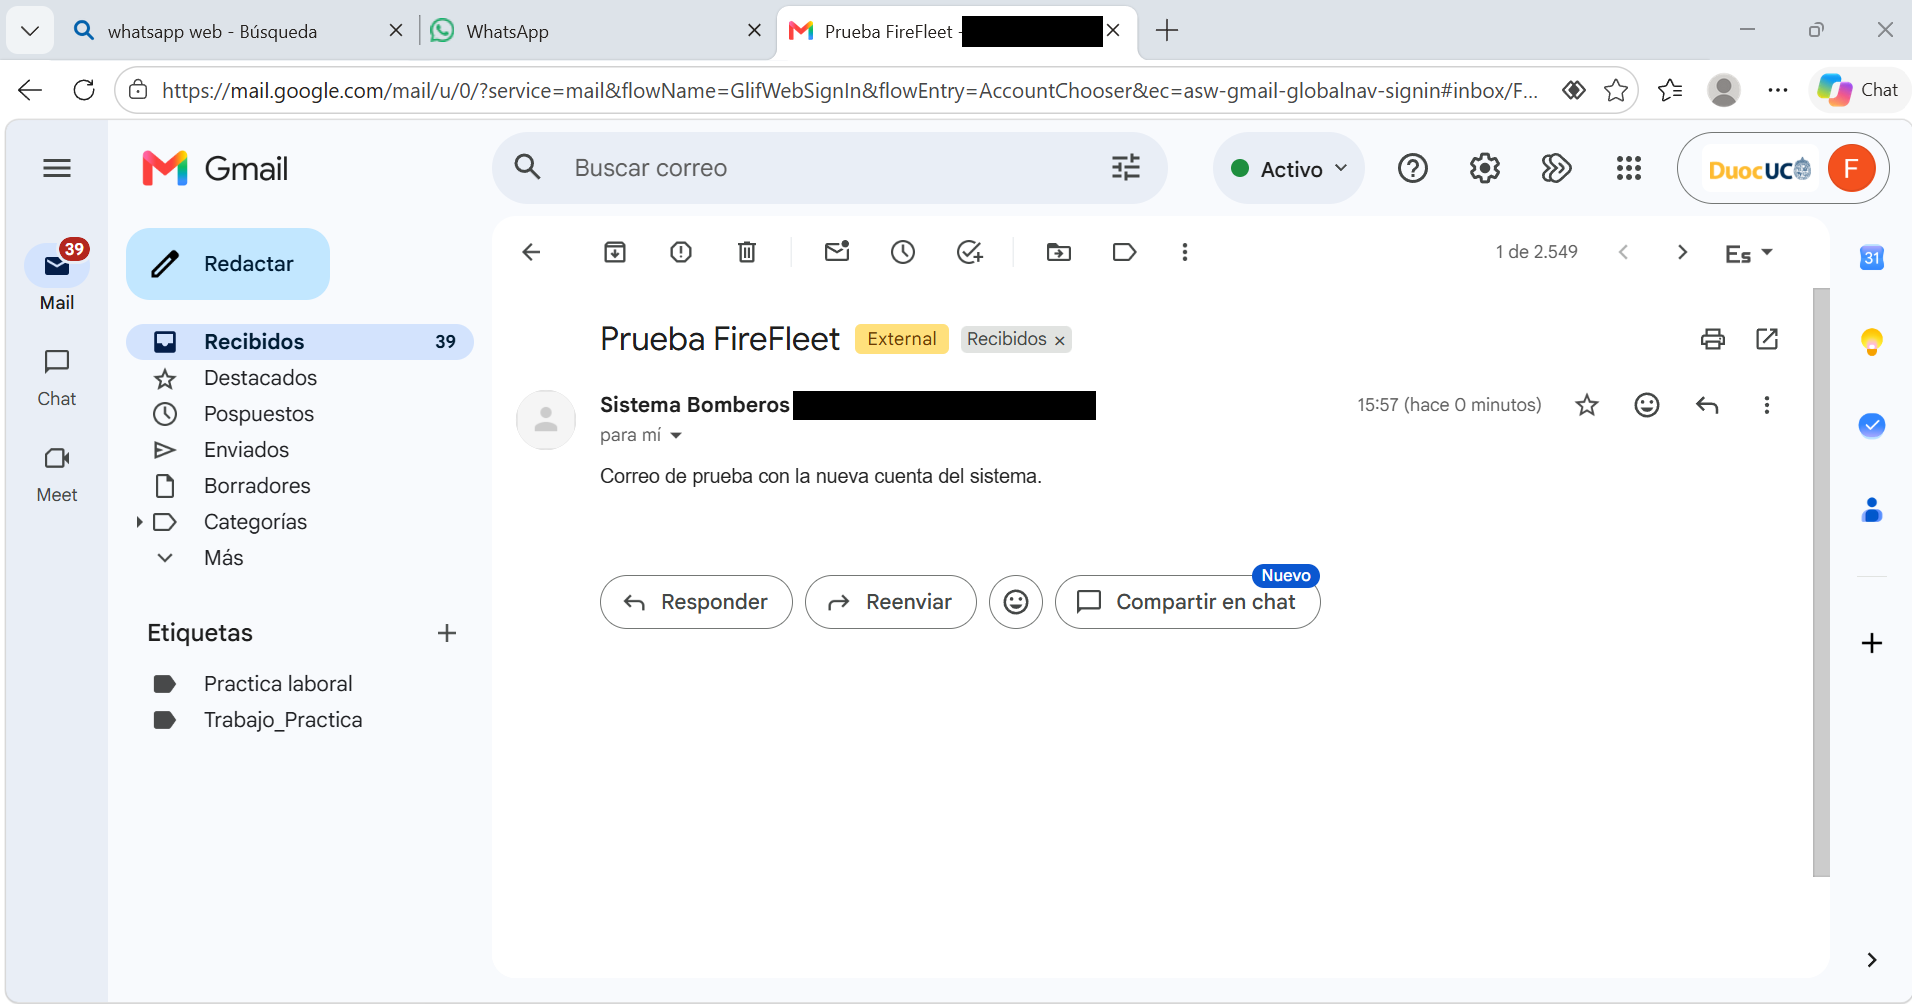 whatsapp web - Búsqueda
WhatsApp
Prueba FireFleet -
https://mail.google.com/mail/u/0/?service=mail&flowName=GlifWebSignIn&flowEntry=AccountChooser&ec=asw-gmail-globalnav-signin#inbox/F...
Chat
Gmail
Buscar correo
Activo
DuocUC
F
39
Mail
Chat
Meet
Redactar
Recibidos 39
Destacados
Pospuestos
Enviados
Borradores
Categorías
Más
Etiquetas
Practica laboral
Trabajo_Practica
1 de 2.549
Es
31
Prueba FireFleet External Recibidos ×
Sistema Bomberos
15:57 (hace 0 minutos)
para mí
Correo de prueba con la nueva cuenta del sistema.
Responder
Reenviar
Nuevo
Compartir en chat